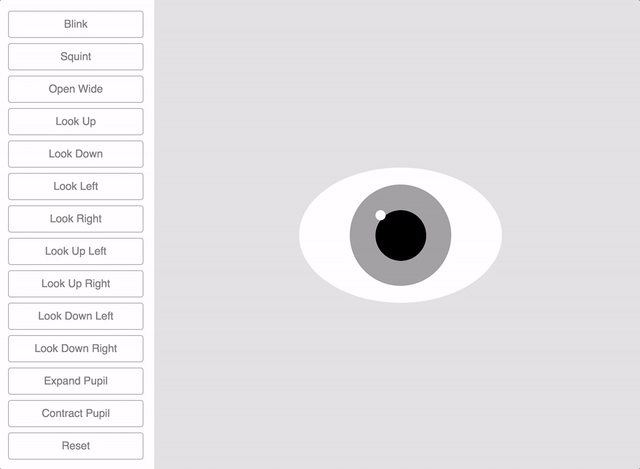 Blink
Squint
Open Wide
Look Up
Look Down
Look Left
Look Right
Look Up Left
Look Up Right
Look Down Left
Look Down Right
Expand Pupil
Contract Pupil
Reset